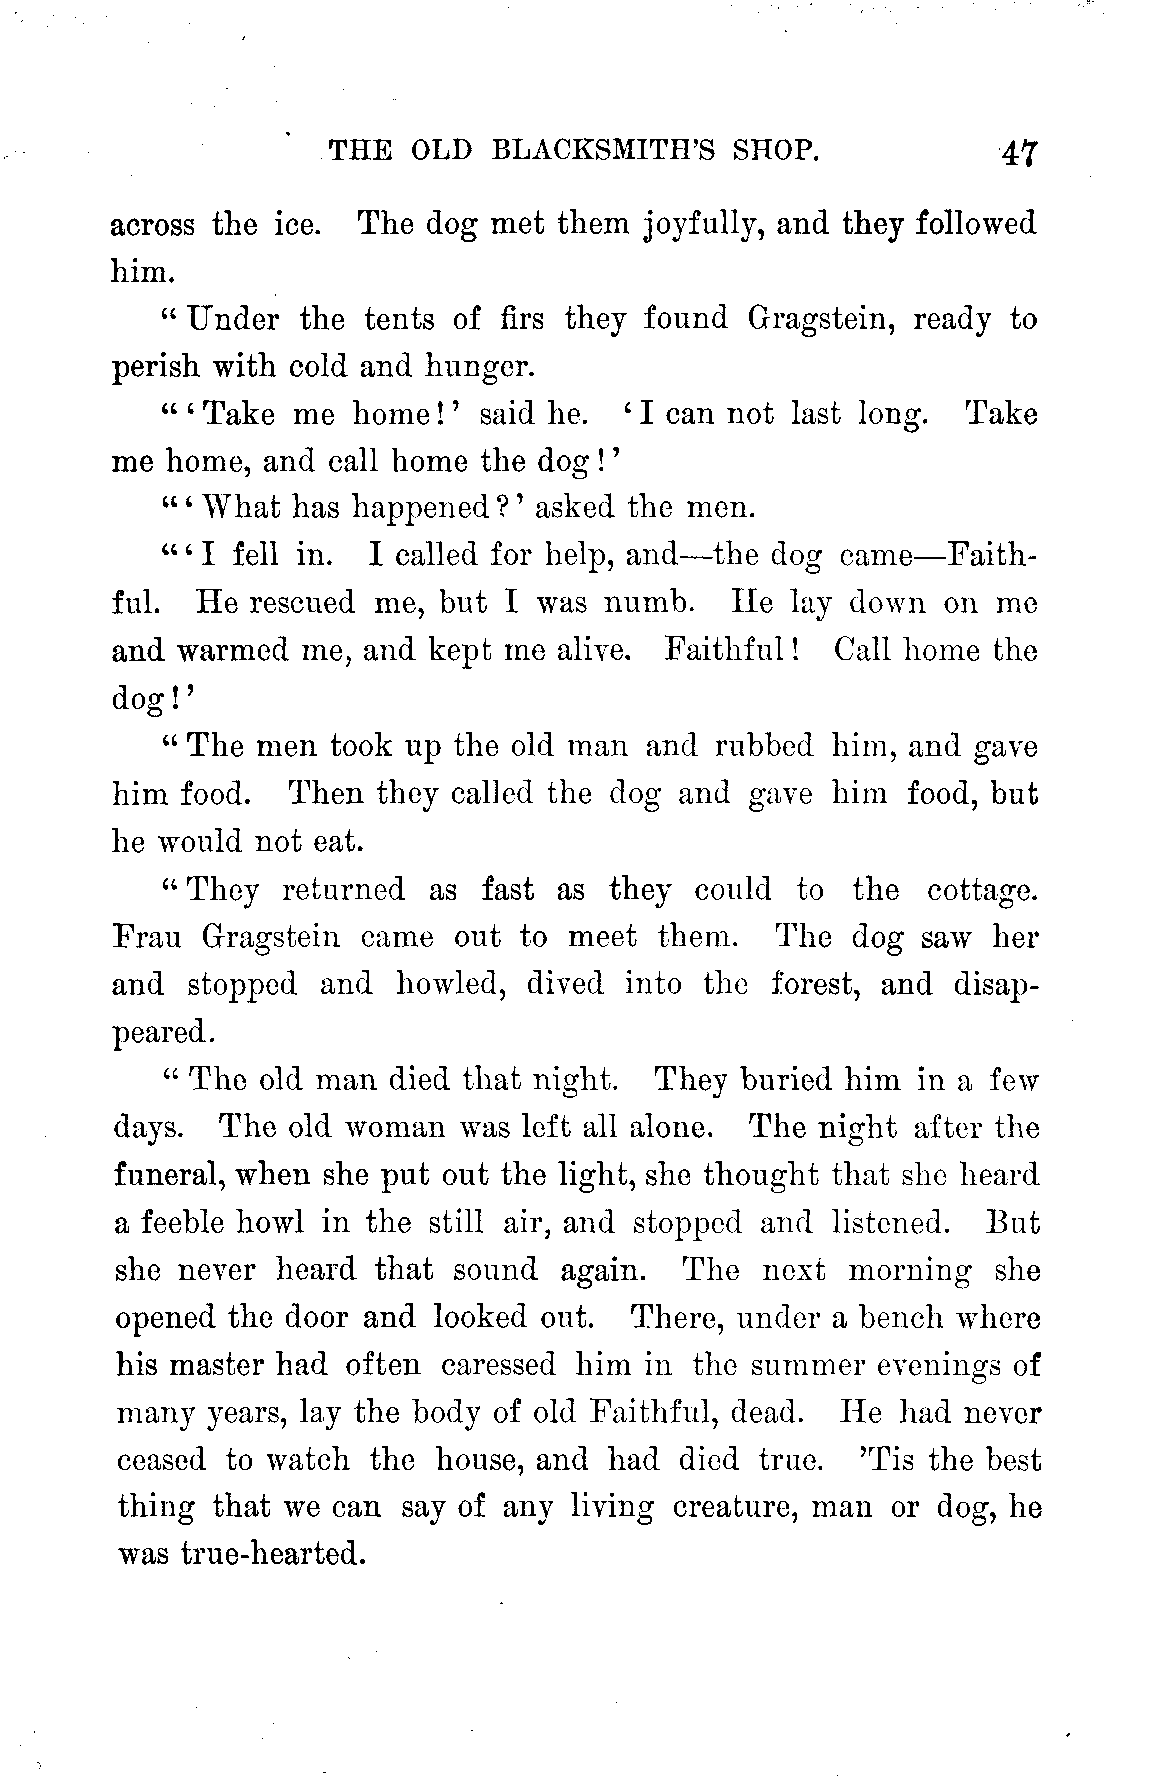 THE OLD BLACKSMITH'S SHOP. 47
across the ice. The dog met them joyfully, and they followed
him.
"Under the tents of firs they found Gragstein, ready to
perish with cold and hunger.
"'Take me home!' said he. 'I can not last long. Take
me home, and call home the dog!'
"'What has happened?' asked the men.
"'I fell in. I called for help, and—the dog came—Faith-
ful. He rescued me, but I was numb. He lay down on me
and warmed me, and kept me alive. Faithful! Call home the
dog!'
"The men took up the old man and rubbed him, and gave
him food. Then they called the dog and gave him food, but
he would not eat.
"They returned as fast as they could to the cottage.
Frau Gragstein came out to meet them. The dog saw her
and stopped and howled, dived into the forest, and disap-
peared.
"The old man died that night. They buried him in a few
days. The old woman was left all alone. The night after the
funeral, when she put out the light, she thought that she heard
a feeble howl in the still air, and stopped and listened. But
she never heard that sound again. The next morning she
opened the door and looked out. There, under a bench where
his master had often caressed him in the summer evenings of
many years, lay the body of old Faithful, dead. He had never
ceased to watch the house, and had died true. 'Tis the best
thing that we can say of any living creature, man or dog, he
was true-hearted.